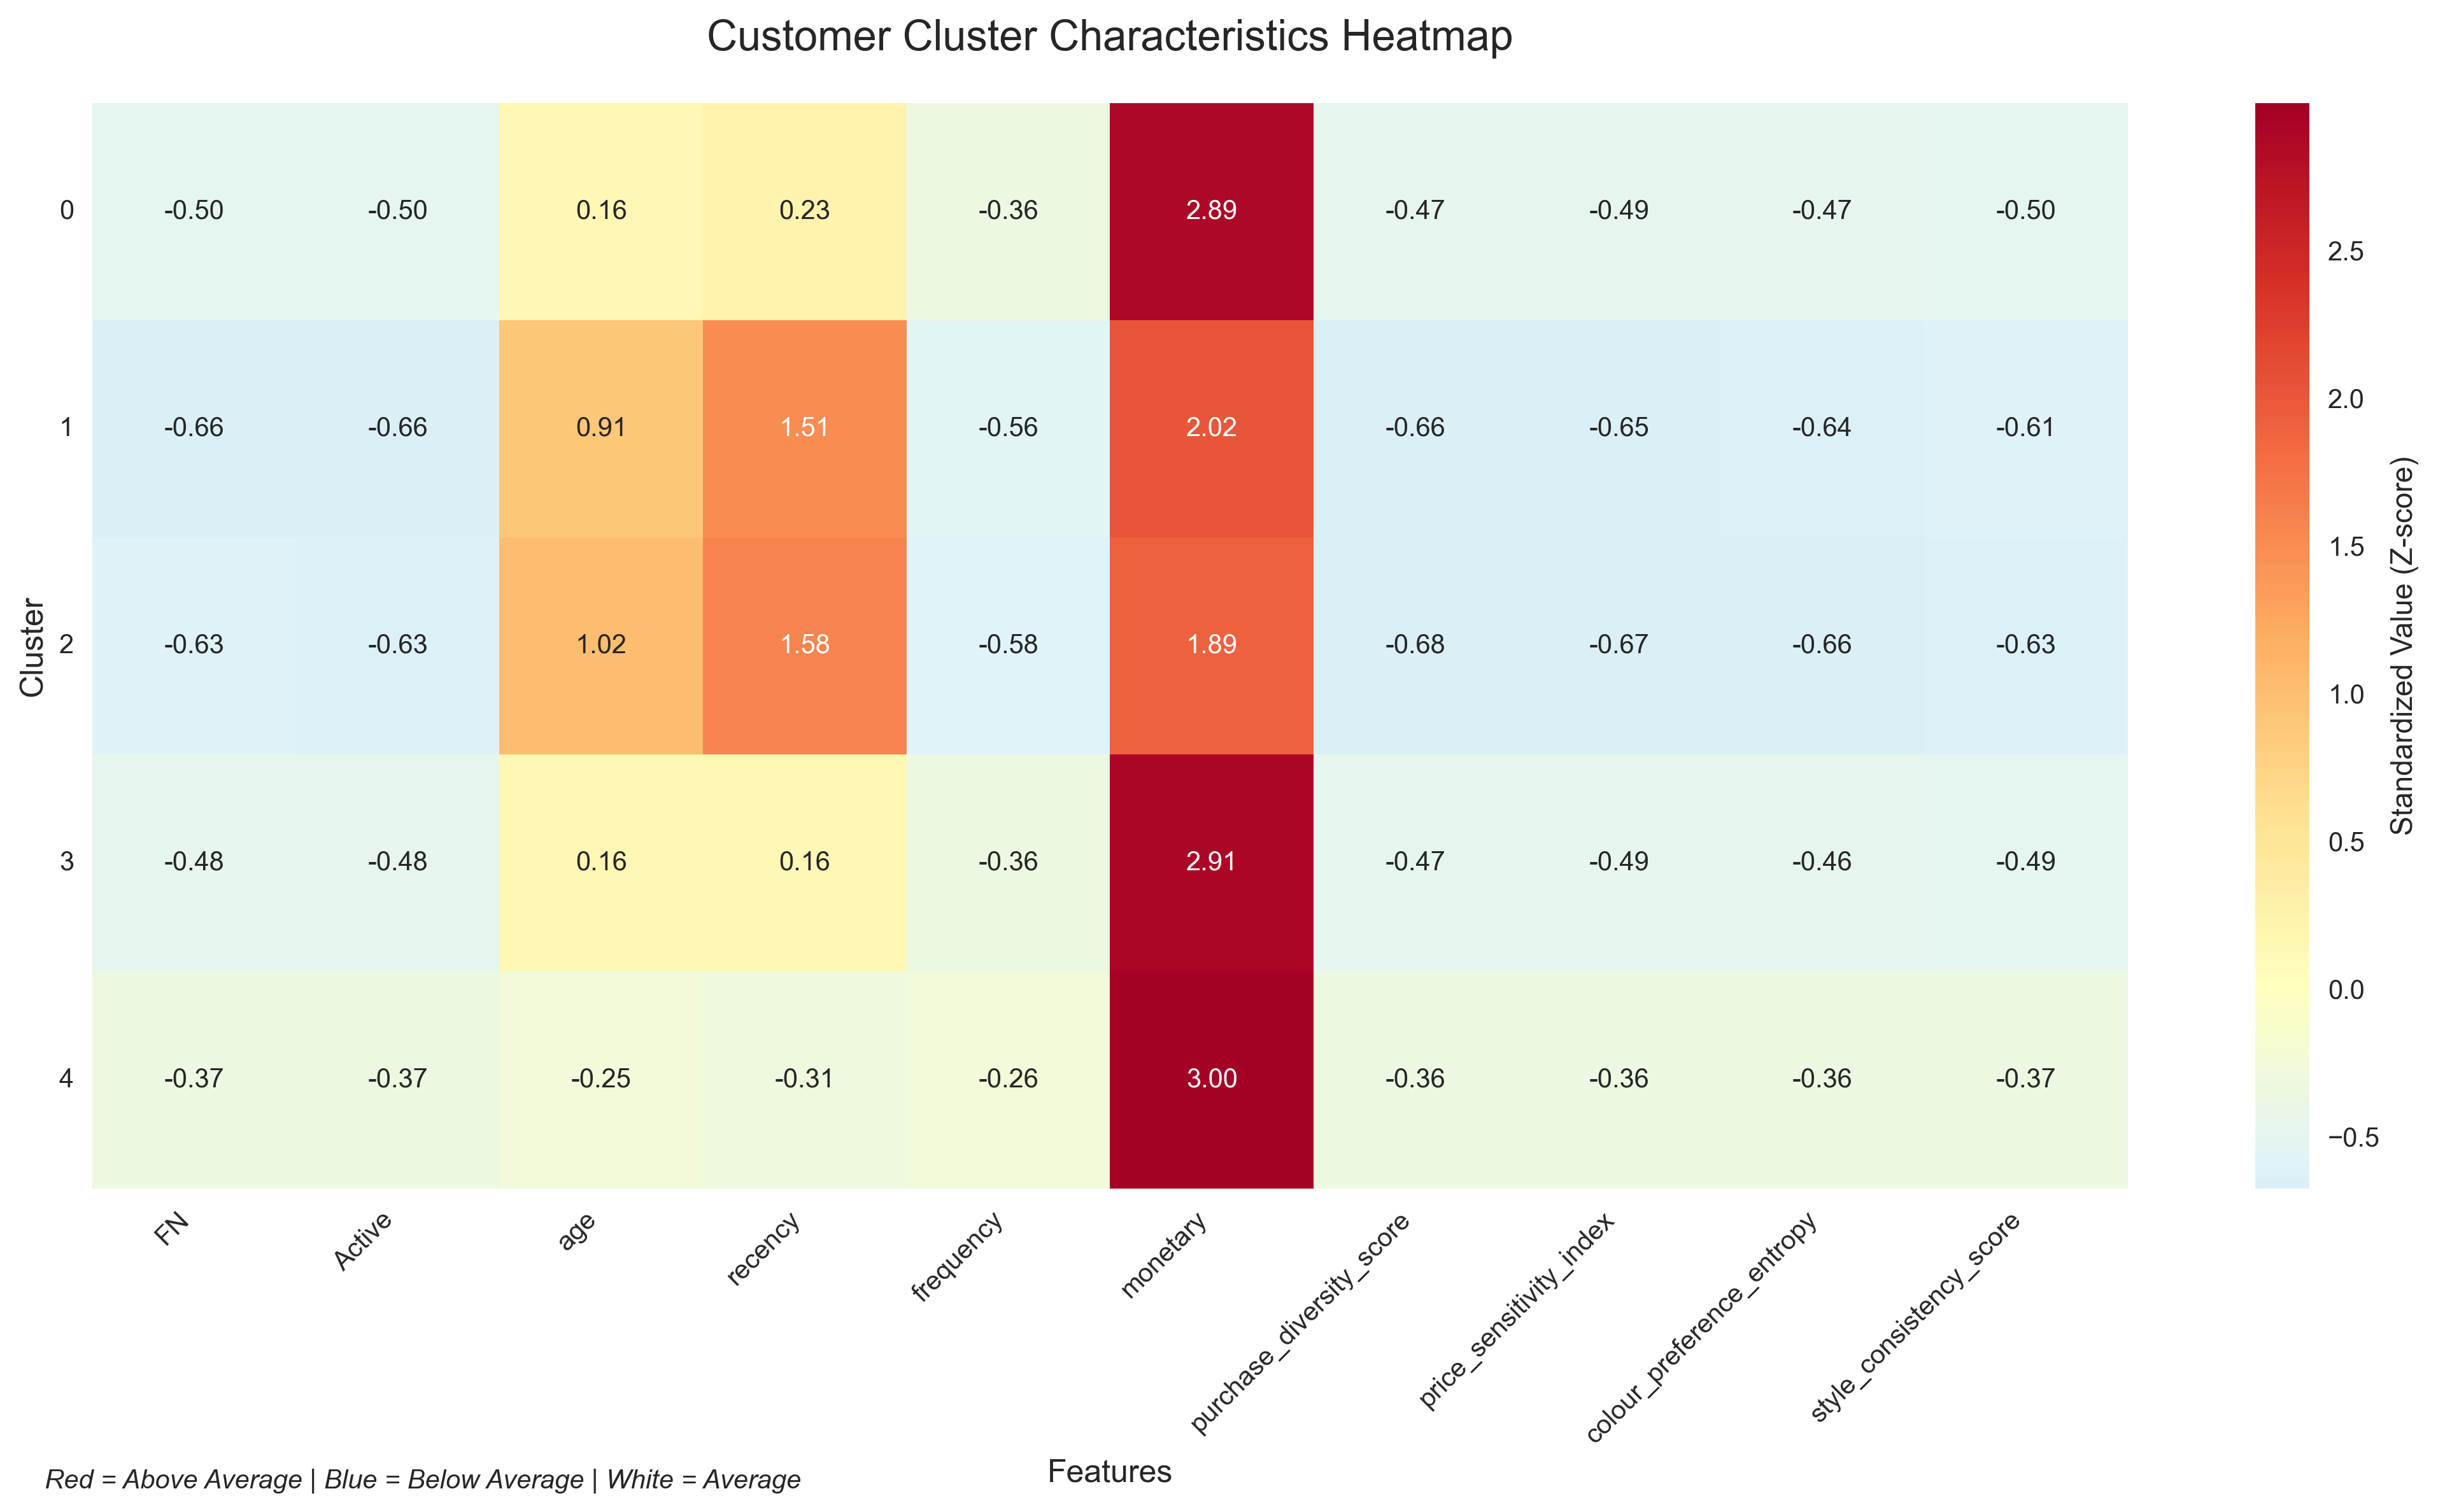 Customer Cluster Characteristics Heatmap
0 -0.50 -0.50 0.16 0.23 -0.36 2.89 -0.47 -0.49 -0.47 -0.50
1 -0.66 -0.66 0.91 1.51 -0.56 2.02 -0.66 -0.65 -0.64 -0.61
2 -0.63 -0.63 1.02 1.58 -0.58 1.89 -0.68 -0.67 -0.66 -0.63
3 -0.48 -0.48 0.16 0.16 -0.36 2.91 -0.47 -0.49 -0.46 -0.49
4 -0.37 -0.37 -0.25 -0.31 -0.26 3.00 -0.36 -0.36 -0.36 -0.37
Cluster
FN
Active
age
recency
frequency
monetary
purchase_diversity_score
price_sensitivity_index
colour_preference_entropy
style_consistency_score
Features
2.5
2.0
1.5
1.0
0.5
0.0
−0.5
Standardized Value (Z-score)
Red = Above Average | Blue = Below Average | White = Average